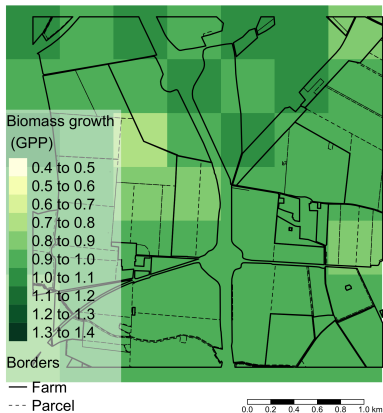 Biomass growth
(GPP)
0.4 to 0.5
0.5 to 0.6
0.6 to 0.7
0.7 to 0.8
0.8 to 0.9
0.9 to 1.0
1.0 to 1.1
1.1 to 1.2
1.2 to 1.3
1.3 to 1.4
Borders
Farm
Parcel
0.0 0.2 0.4 0.6 0.8 1.0 km